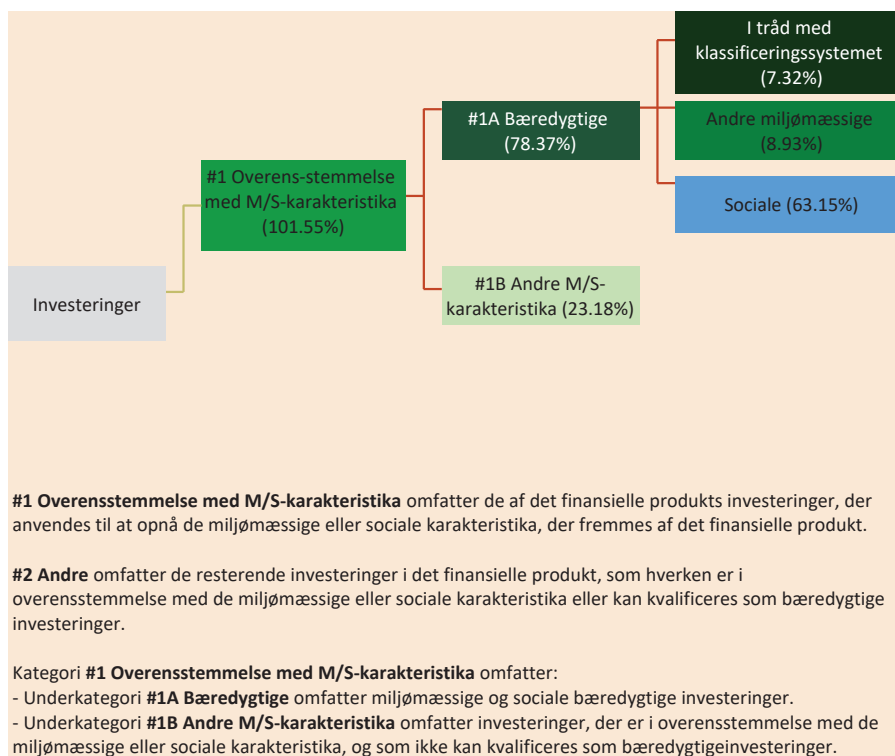 I tråd med
klassificeringssystemet
(7.32%)
#1A Bæredygtige
(78.37%)
Andre miljømæssige
(8.93%)
#1 Overens-stemmelse
med M/S-karakteristika
(101.55%)
Sociale (63.15%)
#1B Andre M/S-
karakteristika (23.18%)
Investeringer
#1 Overensstemmelse med M/S-karakteristika omfatter de af det finansielle produkts investeringer, der
anvendes til at opnå de miljømæssige eller sociale karakteristika, der fremmes af det finansielle produkt.
#2 Andre omfatter de resterende investeringer i det finansielle produkt, som hverken er i
overensstemmelse med de miljømæssige eller sociale karakteristika eller kan kvalificeres som bæredygtige
investeringer.
Kategori #1 Overensstemmelse med M/S-karakteristika omfatter:
- Underkategori #1A Bæredygtige omfatter miljømæssige og sociale bæredygtige investeringer.
- Underkategori #1B Andre M/S-karakteristika omfatter investeringer, der er i overensstemmelse med de
miljømæssige eller sociale karakteristika, og som ikke kan kvalificeres som bæredygtigeinvesteringer.